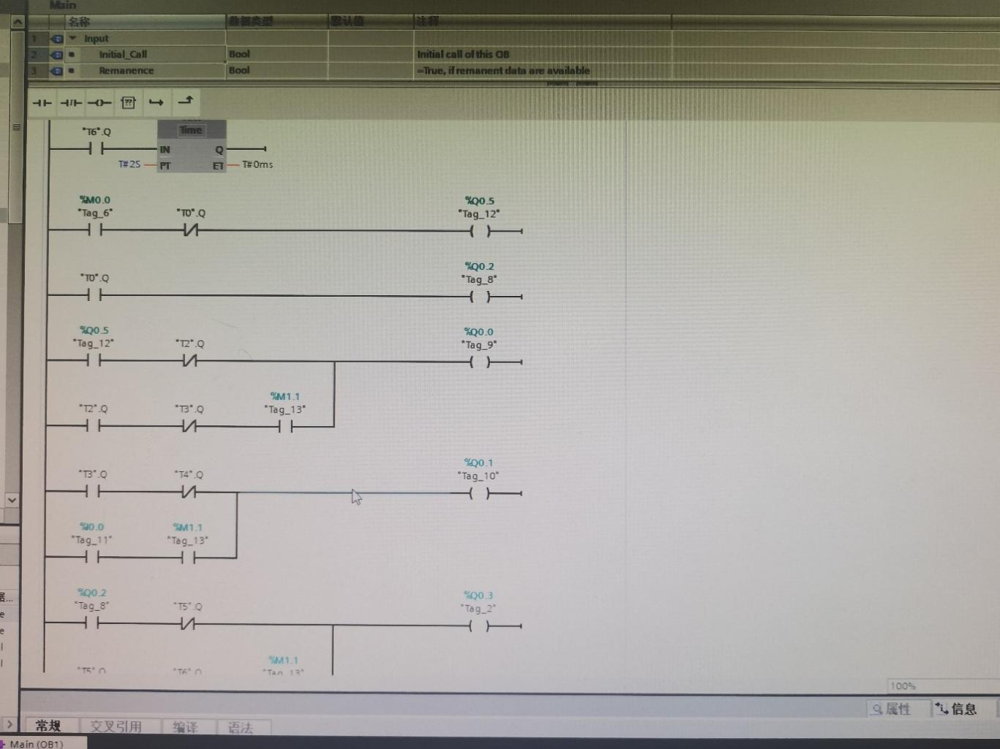 Main
名称 数据类型 默认值 注释
1 Input
2 Initial_Call Bool Initial call of this OB
3 Remanence Bool =True, if remanent data are available
??
"T6".Q Time
IN Q
T#2S PT ET T#0ms
%M0.0 %Q0.5
"Tag_6" "T0".Q "Tag_12"
%Q0.2
"T0".Q "Tag_8"
%Q0.5 %Q0.0
"Tag_12" "T2".Q "Tag_9"
%M1.1
"T2".Q "T3".Q "Tag_13"
%Q0.1
"T3".Q "T4".Q "Tag_10"
%I0.0 %M1.1
"Tag_11" "Tag_13"
%Q0.2 %Q0.3
"Tag_8" "T5".Q "Tag_2"
%M1.1
"T5".Q "T6".Q "Tag_13"
100%
属性 信息
常规 交叉引用 编译 语法
Main (OB1)